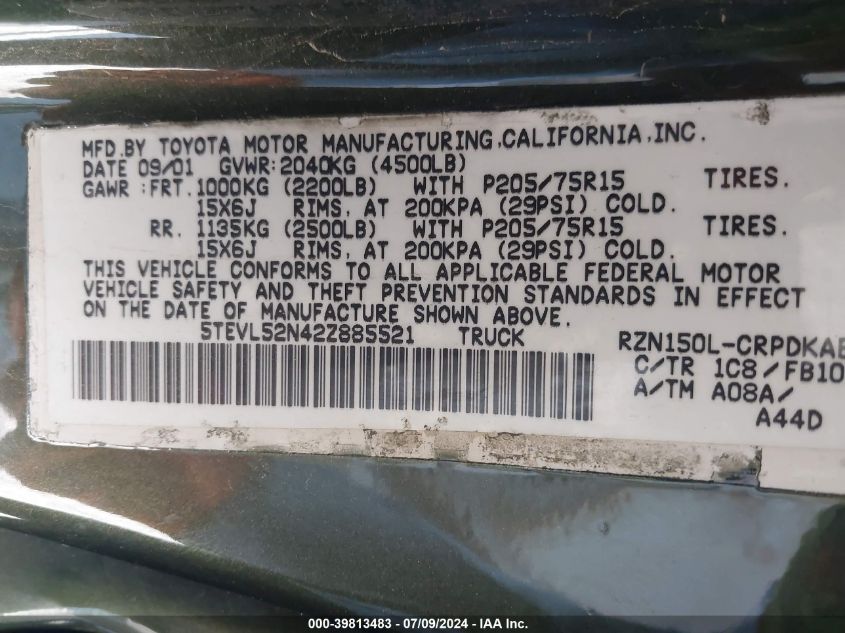 MFD.BY TOYOTA MOTOR MANUFACTURING.CALIFORNIA.INC.
DATE 09/01 GVWR:2040KG (4500LB)
GAWR:FRT.1000KG (2200LB) WITH P205/75R15 TIRES.
15X6J RIMS, AT 200KPA (29PSI) COLD.
RR. 1135KG (2500LB) WITH P205/75R15 TIRES.
15X6J RIMS, AT 200KPA (29PSI) COLD.
THIS VEHICLE CONFORMS TO ALL APPLICABLE FEDERAL MOTOR
VEHICLE SAFETY AND THEFT PREVENTION STANDARDS IN EFFECT
ON THE DATE OF MANUFACTURE SHOWN ABOVE.
5TEVL52N42Z885521 TRUCK RZN150L-CRPDKAB
C/TR 1C8/FB10
A/TM A08A/
A44D
000-39813483 / 07/09/2024 - IAA Inc.